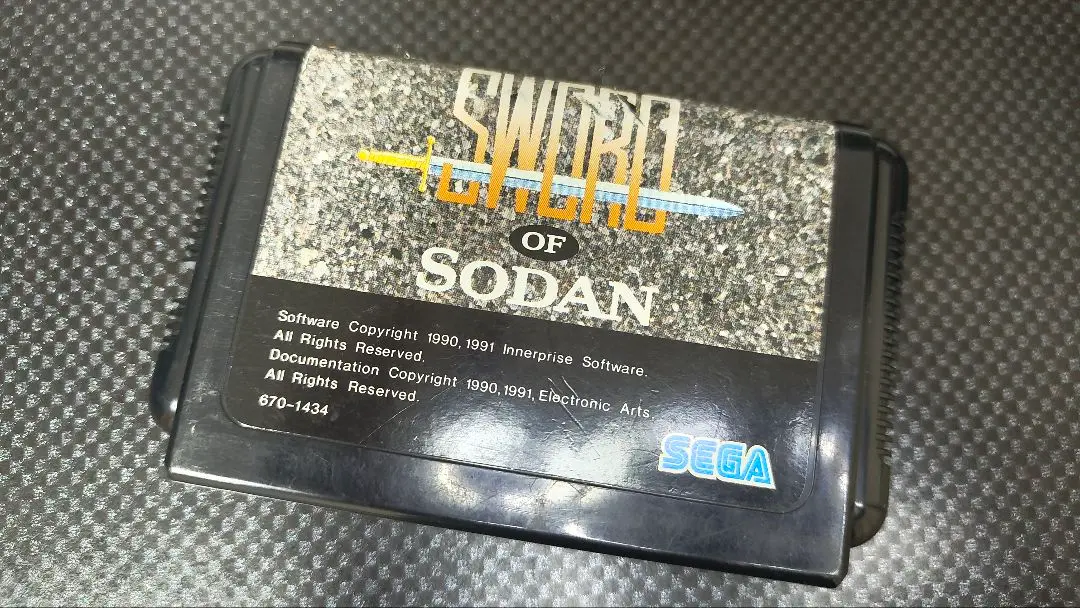 SWORD
OF
SODAN
Software Copyright 1990,1991 Innerprise Software.
All Rights Reserved.
Documentation Copyright 1990,1991, Electronic Arts
All Rights Reserved.
670-1434
SEGA